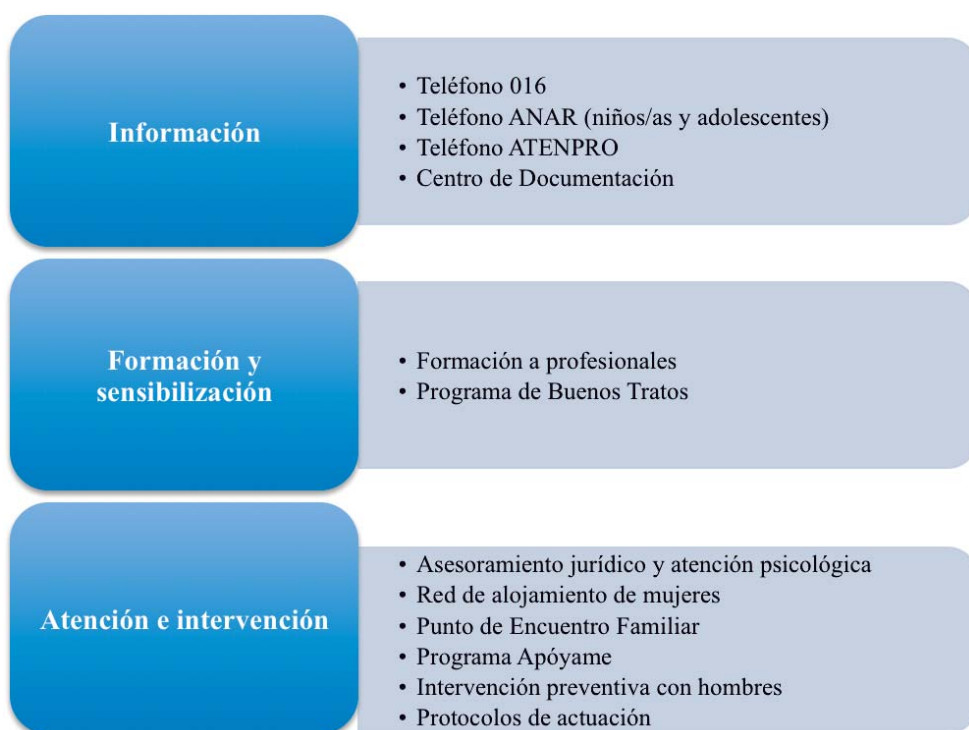 Información
• Teléfono 016
• Teléfono ANAR (niños/as y adolescentes)
• Teléfono ATENPRO
• Centro de Documentación
Formación y
sensibilización
• Formación a profesionales
• Programa de Buenos Tratos
Atención e intervención
• Asesoramiento jurídico y atención psicológica
• Red de alojamiento de mujeres
• Punto de Encuentro Familiar
• Programa Apóyame
• Intervención preventiva con hombres
• Protocolos de actuación